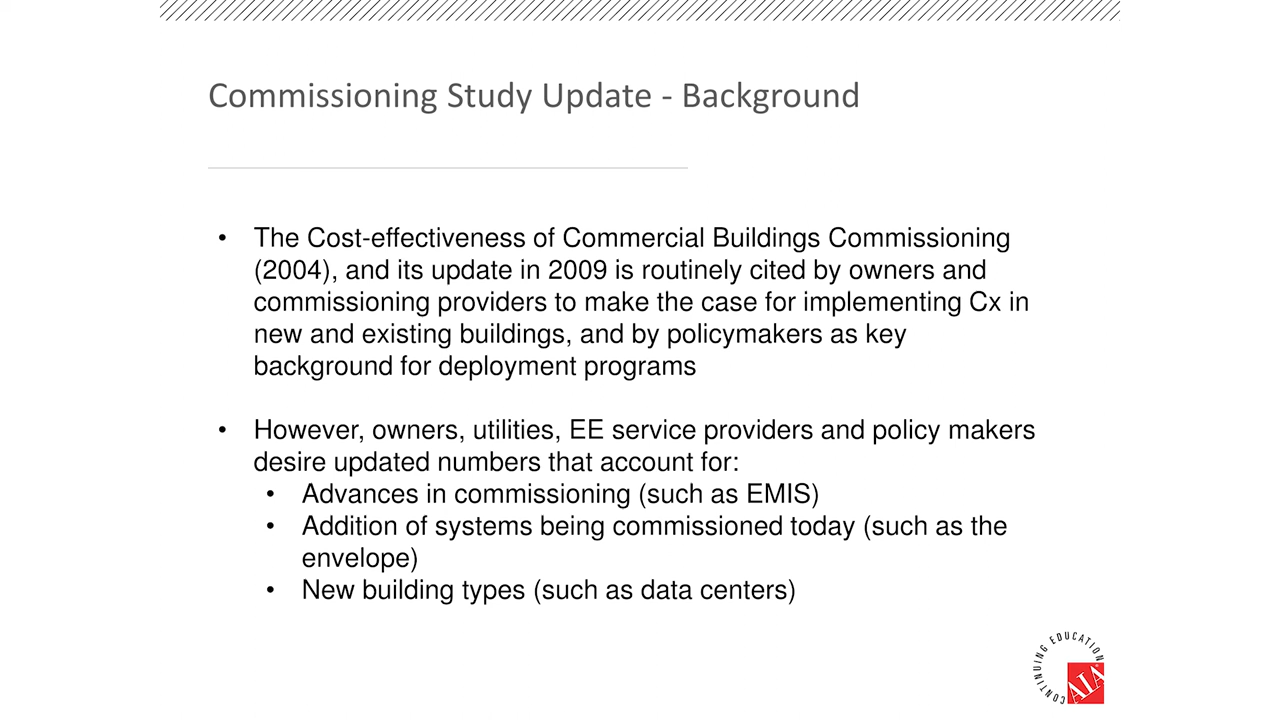 Commissioning Study Update - Background
• The Cost-effectiveness of Commercial Buildings Commissioning
(2004), and its update in 2009 is routinely cited by owners and
commissioning providers to make the case for implementing Cx in
new and existing buildings, and by policymakers as key
background for deployment programs
• However, owners, utilities, EE service providers and policy makers
desire updated numbers that account for:
• Advances in commissioning (such as EMIS)
• Addition of systems being commissioned today (such as the
envelope)
• New building types (such as data centers)
CONTINUING EDUCATION
AIA